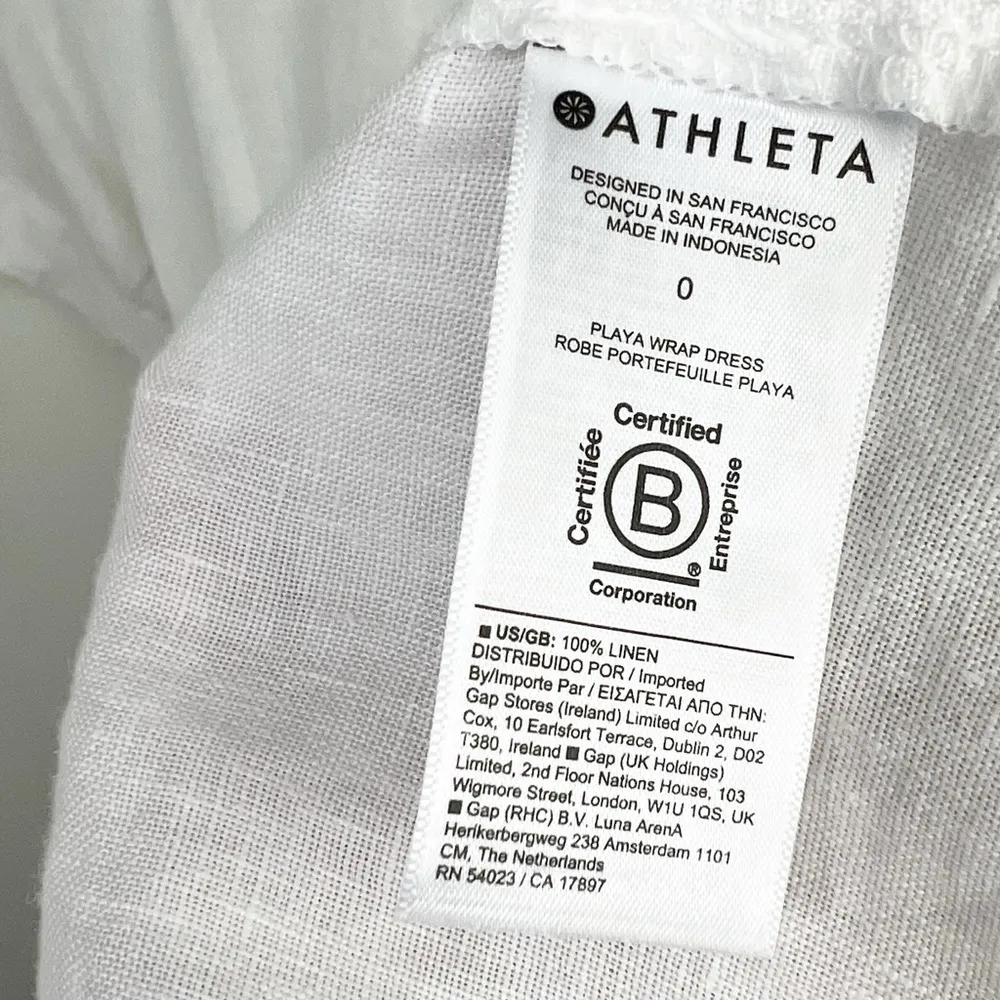 ATHLETA
DESIGNED IN SAN FRANCISCO
CONÇU À SAN FRANCISCO
MADE IN INDONESIA
0
PLAYA WRAP DRESS
ROBE PORTEFEUILLE PLAYA
Certified
Certifiée
B
Entreprise
®
Corporation
US/GB: 100% LINEN
DISTRIBUIDO POR / Imported
By/Importe Par / ΕΙΣΑΓΕΤΑΙ ΑΠΟ ΤΗΝ:
Gap Stores (Ireland) Limited c/o Arthur
Cox, 10 Earlsfort Terrace, Dublin 2, D02
T380, Ireland ■ Gap (UK Holdings)
Limited, 2nd Floor Nations House, 103
Wigmore Street, London, W1U 1QS, UK
■ Gap (RHC) B.V. Luna ArenA
Herikerbergweg 238 Amsterdam 1101
CM, The Netherlands
RN 54023 / CA 17897